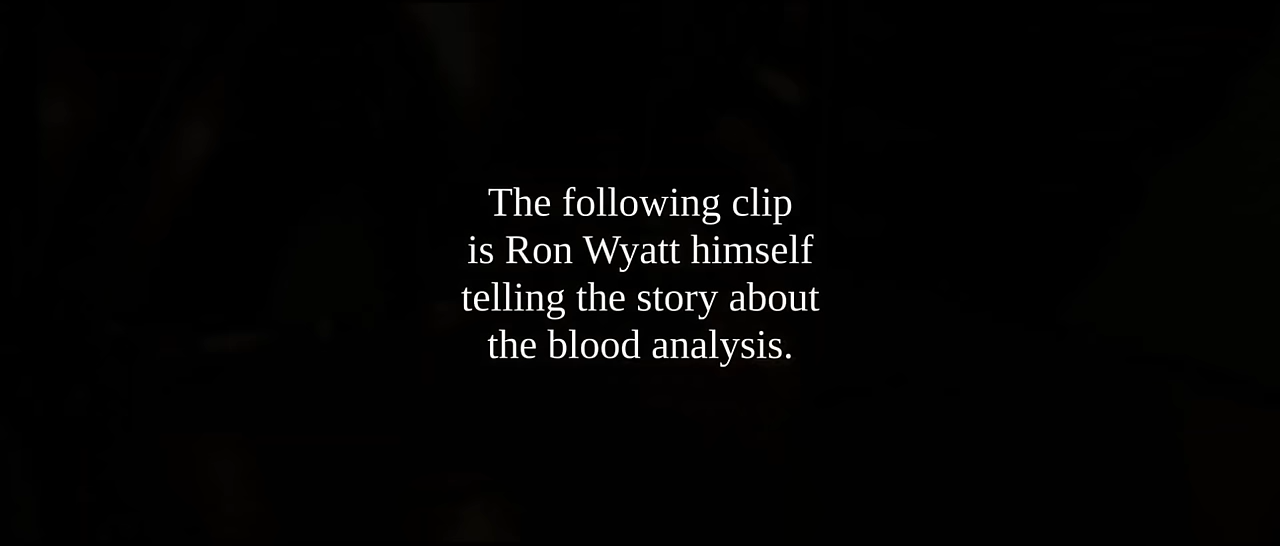 The following clip
is Ron Wyatt himself
telling the story about
the blood analysis.